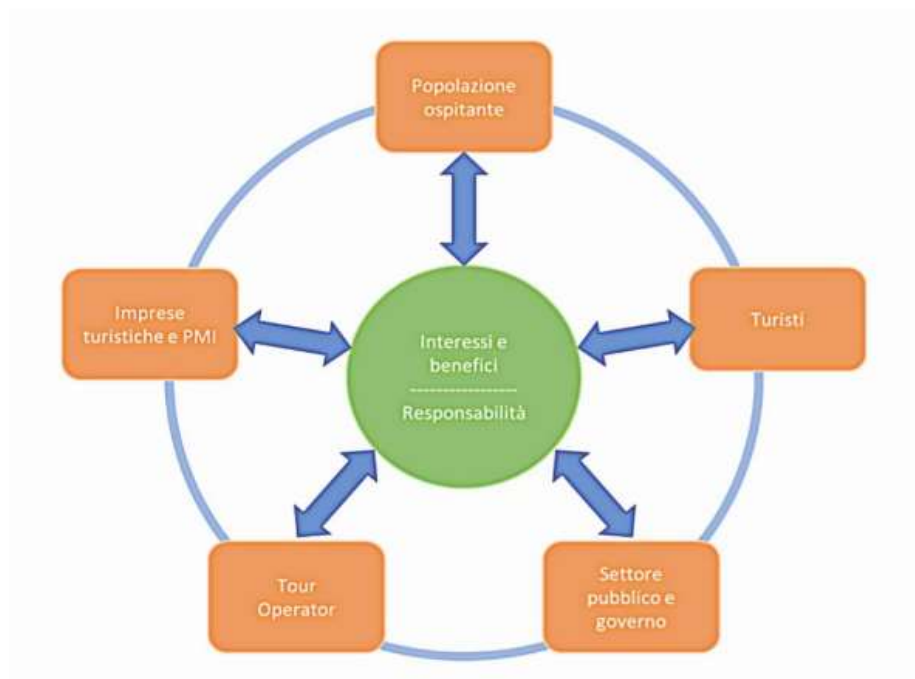 Popolazione
ospitante
Imprese
turistiche e PMI
Turisti
Interessi e
benefici
-----------------
Responsabilità
Tour
Operator
Settore
pubblico e
governo